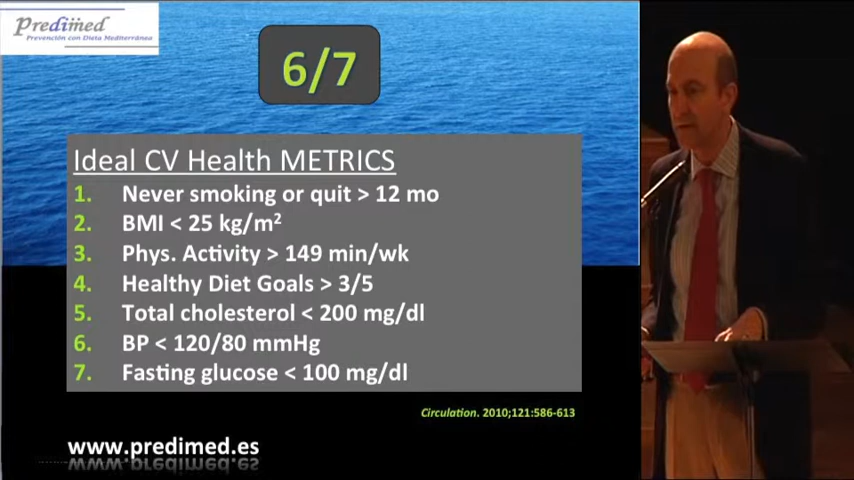 Predimed
Prevención con Dieta Mediterránea
6/7
Ideal CV Health METRICS
1. Never smoking or quit > 12 mo
2. BMI < 25 kg/m²
3. Phys. Activity > 149 min/wk
4. Healthy Diet Goals > 3/5
5. Total cholesterol < 200 mg/dl
6. BP < 120/80 mmHg
7. Fasting glucose < 100 mg/dl
Circulation. 2010;121:586-613
www.predimed.es